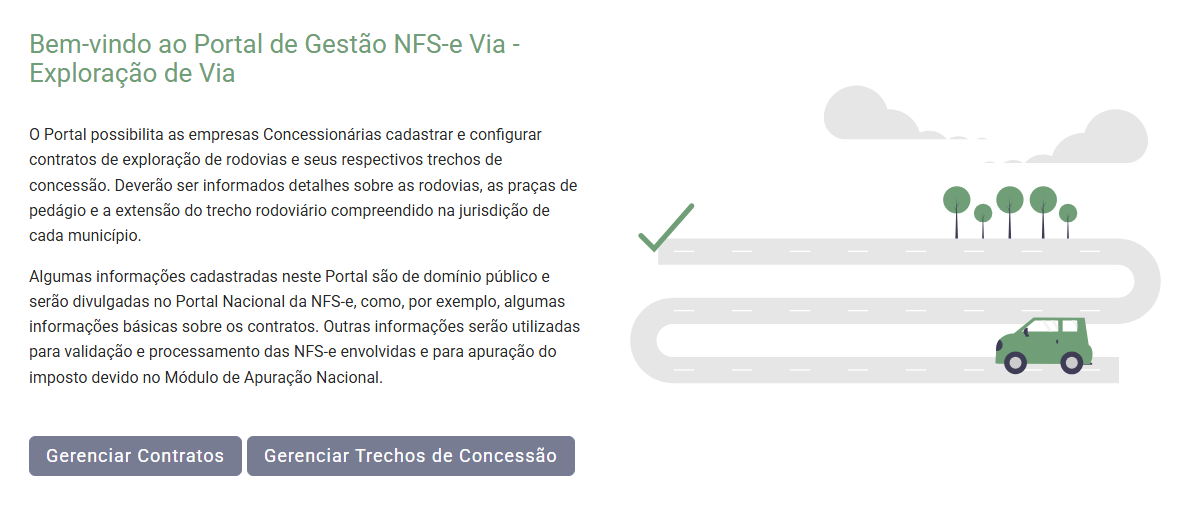 Bem-vindo ao Portal de Gestão NFS-e Via -
Exploração de Via
O Portal possibilita as empresas Concessionárias cadastrar e configurar
contratos de exploração de rodovias e seus respectivos trechos de
concessão. Deverão ser informados detalhes sobre as rodovias, as praças de
pedágio e a extensão do trecho rodoviário compreendido na jurisdição de
cada município.
Algumas informações cadastradas neste Portal são de domínio público e
serão divulgadas no Portal Nacional da NFS-e, como, por exemplo, algumas
informações básicas sobre os contratos. Outras informações serão utilizadas
para validação e processamento das NFS-e envolvidas e para apuração do
imposto devido no Módulo de Apuração Nacional.
Gerenciar Contratos
Gerenciar Trechos de Concessão